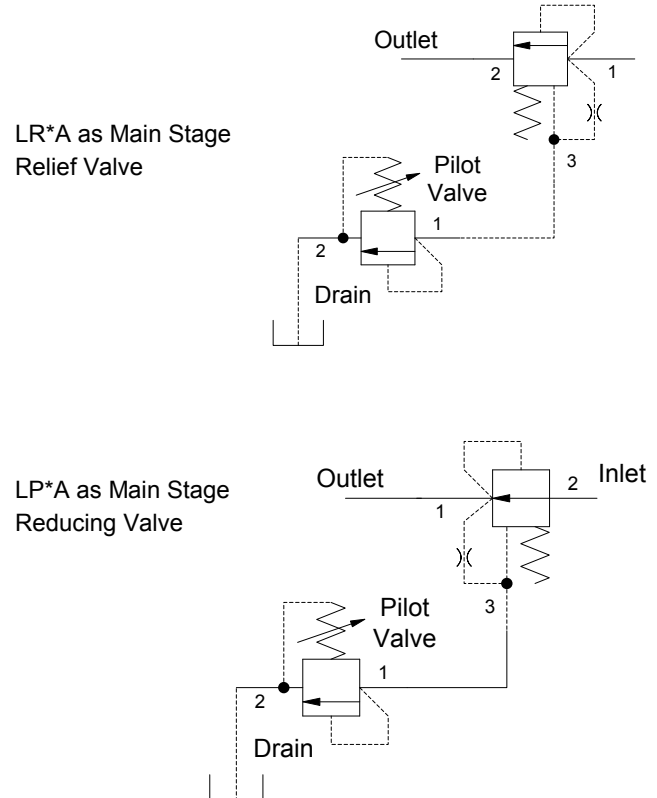 Outlet
2
1
LR*A as Main Stage
Relief Valve
3
Pilot
Valve
1
2
Drain
LP*A as Main Stage
Reducing Valve
Outlet
Inlet
2
1
3
Pilot
Valve
1
2
Drain